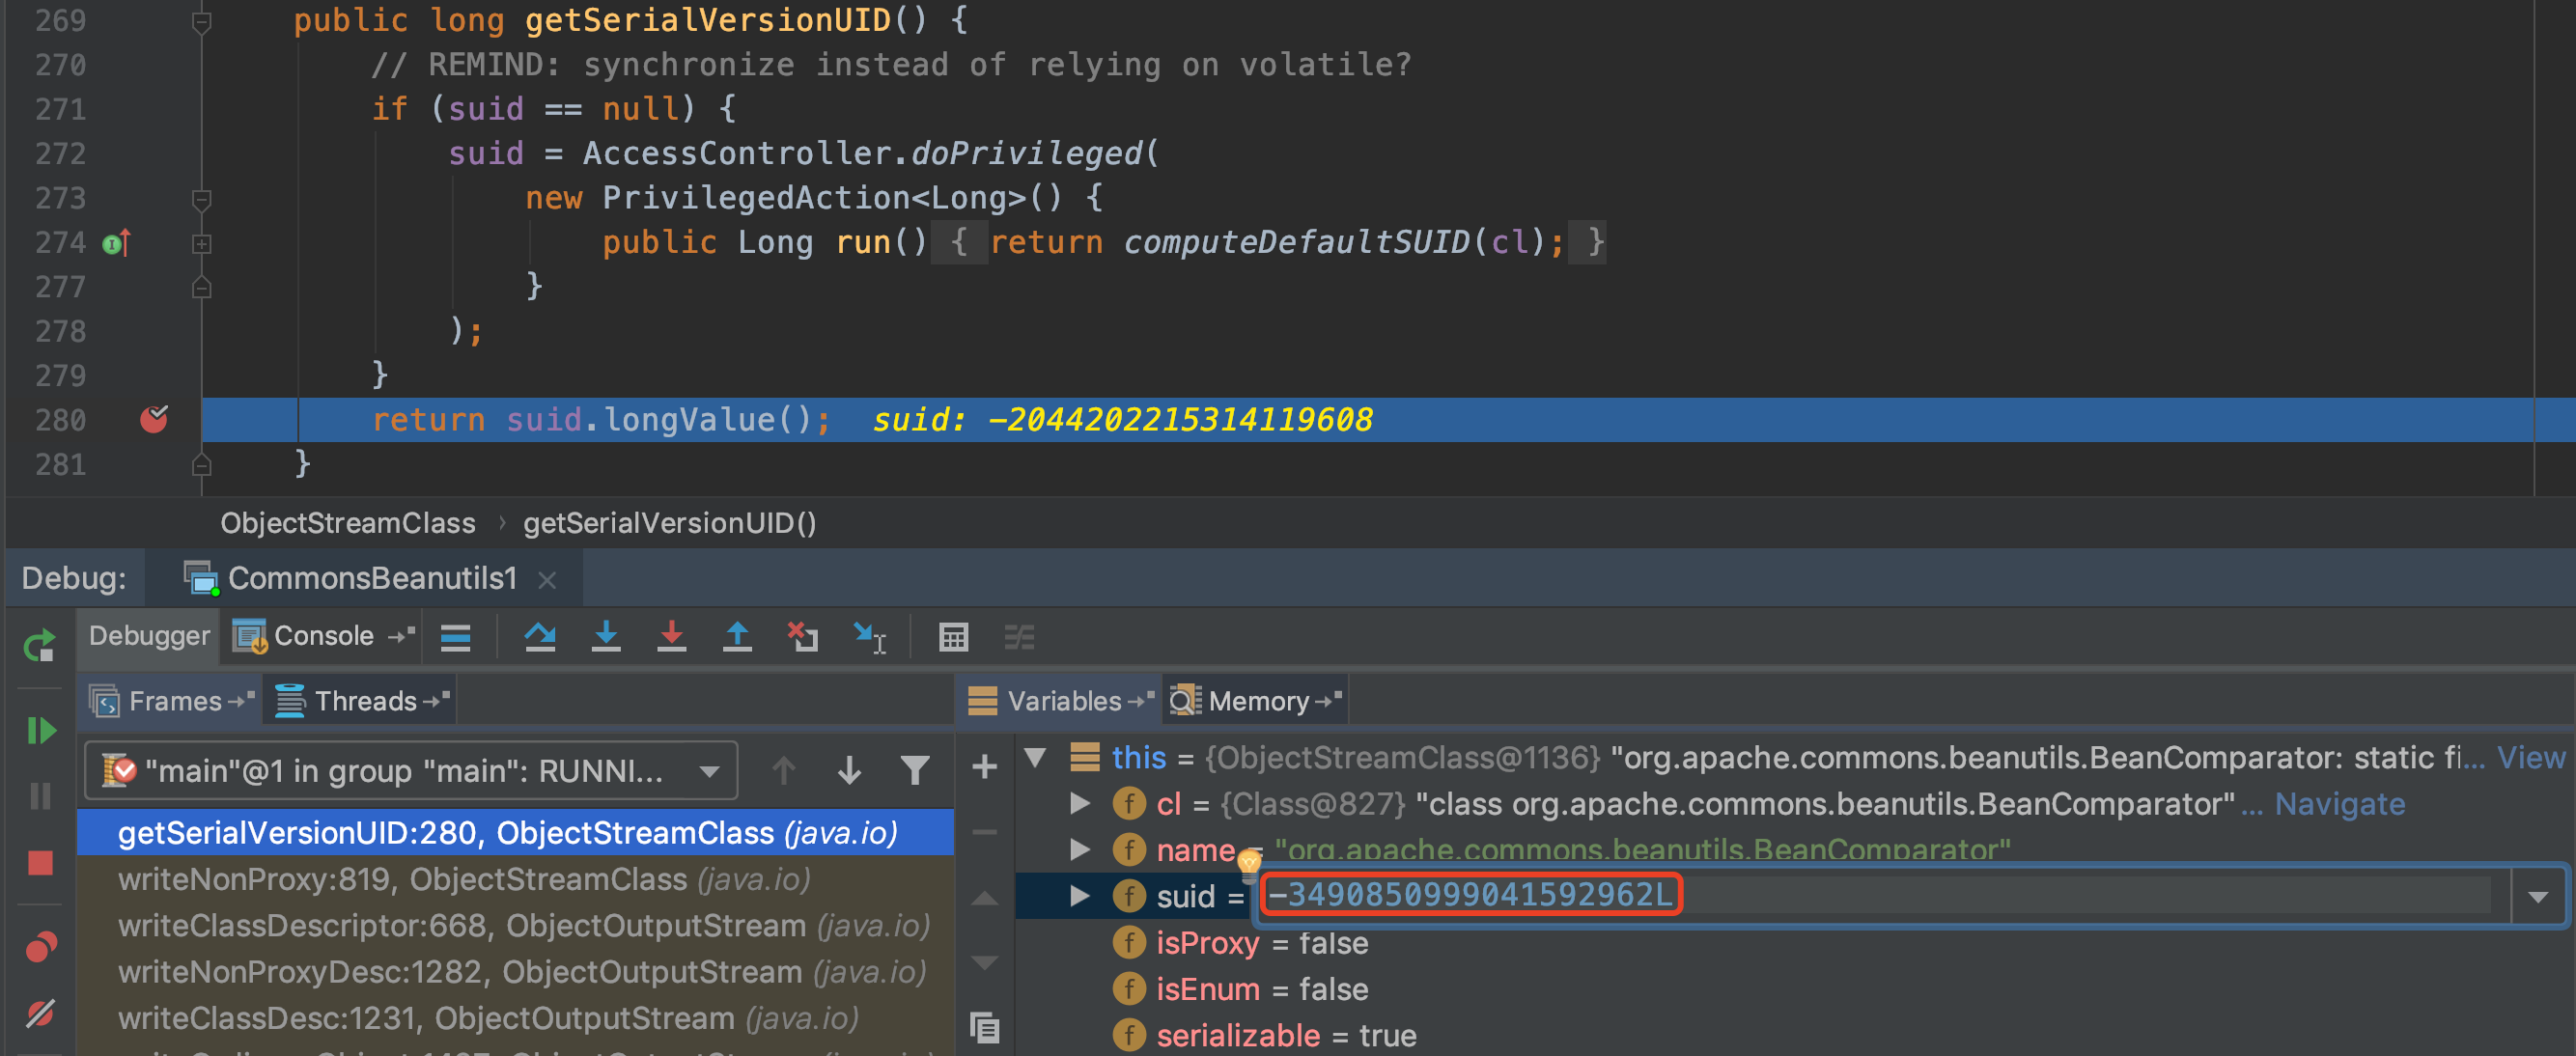 269 public long getSerialVersionUID() {
270 // REMIND: synchronize instead of relying on volatile?
271 if (suid == null) {
272 suid = AccessController.doPrivileged(
273 new PrivilegedAction<Long>() {
274 public Long run() { return computeDefaultSUID(cl); }
277 }
278 );
279 }
280 return suid.longValue(); suid: -2044202215314119608
281 }
ObjectStreamClass › getSerialVersionUID()
Debug: CommonsBeanutils1
Debugger Console
Frames Threads
Variables Memory
"main"@1 in group "main": RUNNI...
getSerialVersionUID:280, ObjectStreamClass (java.io)
writeNonProxy:819, ObjectStreamClass (java.io)
writeClassDescriptor:668, ObjectOutputStream (java.io)
writeNonProxyDesc:1282, ObjectOutputStream (java.io)
writeClassDesc:1231, ObjectOutputStream (java.io)
this = {ObjectStreamClass@1136} "org.apache.commons.beanutils.BeanComparator: static fi... View
cl = {Class@827} "class org.apache.commons.beanutils.BeanComparator" ... Navigate
name = "org.apache.commons.beanutils.BeanComparator"
suid = -3490850999041592962L
isProxy = false
isEnum = false
serializable = true